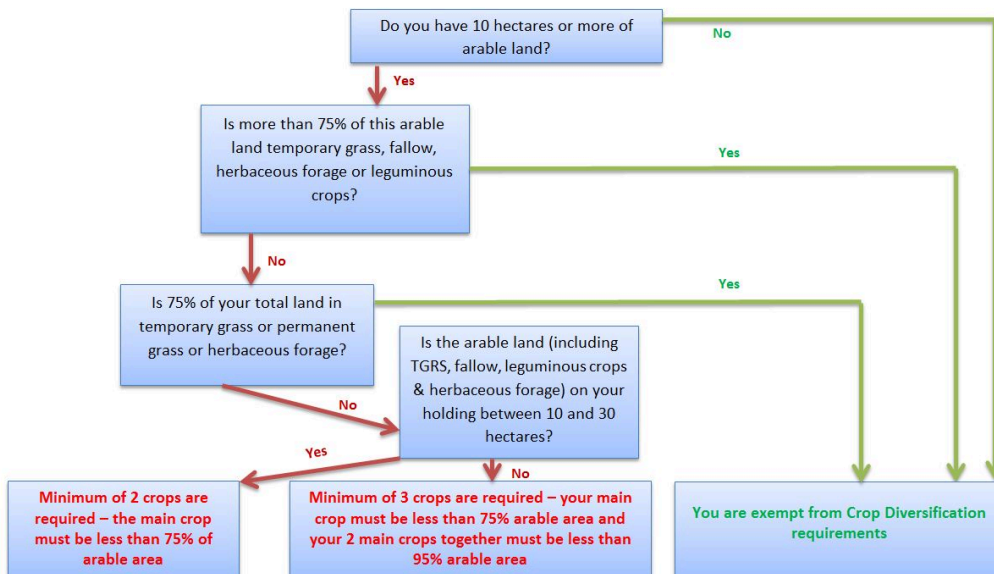 Do you have 10 hectares or more of
arable land?
No
Yes
Is more than 75% of this arable
land temporary grass, fallow,
herbaceous forage or leguminous
crops?
Yes
No
Is 75% of your total land in
temporary grass or permanent
grass or herbaceous forage?
Yes
Is the arable land (including
TGRS, fallow, leguminous crops
& herbaceous forage) on your
holding between 10 and 30
hectares?
No
Yes
No
Minimum of 2 crops are
required – the main crop
must be less than 75% of
arable area
Minimum of 3 crops are required – your main
crop must be less than 75% arable area and
your 2 main crops together must be less than
95% arable area
You are exempt from Crop Diversification
requirements